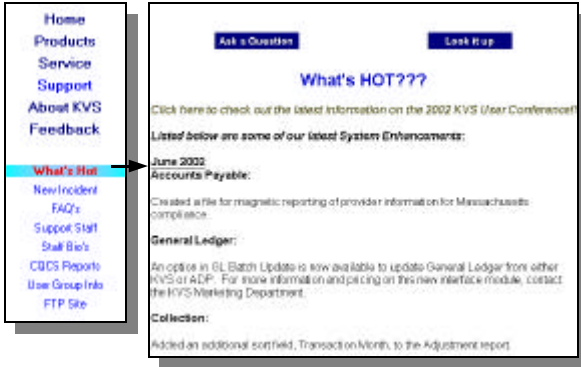 Home
Products
Service
Support
About KVS
Feedback
What's Hot
New Incident
FAQ's
Support Staff
Staff Bio's
CQCS Reports
User Group Info
FTP Site
Ask a Question
Look it up
What's HOT???
Click here to check out the latest information on the 2002 KVS User Conference!!
Listed below are some of our latest System Enhancements:
June 2002
Accounts Payable:
Created a file for magnetic reporting of provider information for Massachusetts
compliance.
General Ledger:
An option in GL Batch Update is now available to update General Ledger from either
KVS or ADP. For more information and pricing on this new interface module, contact
the KVS Marketing Department.
Collection:
Added an additional sort field, Transaction Month, to the Adjustment report.